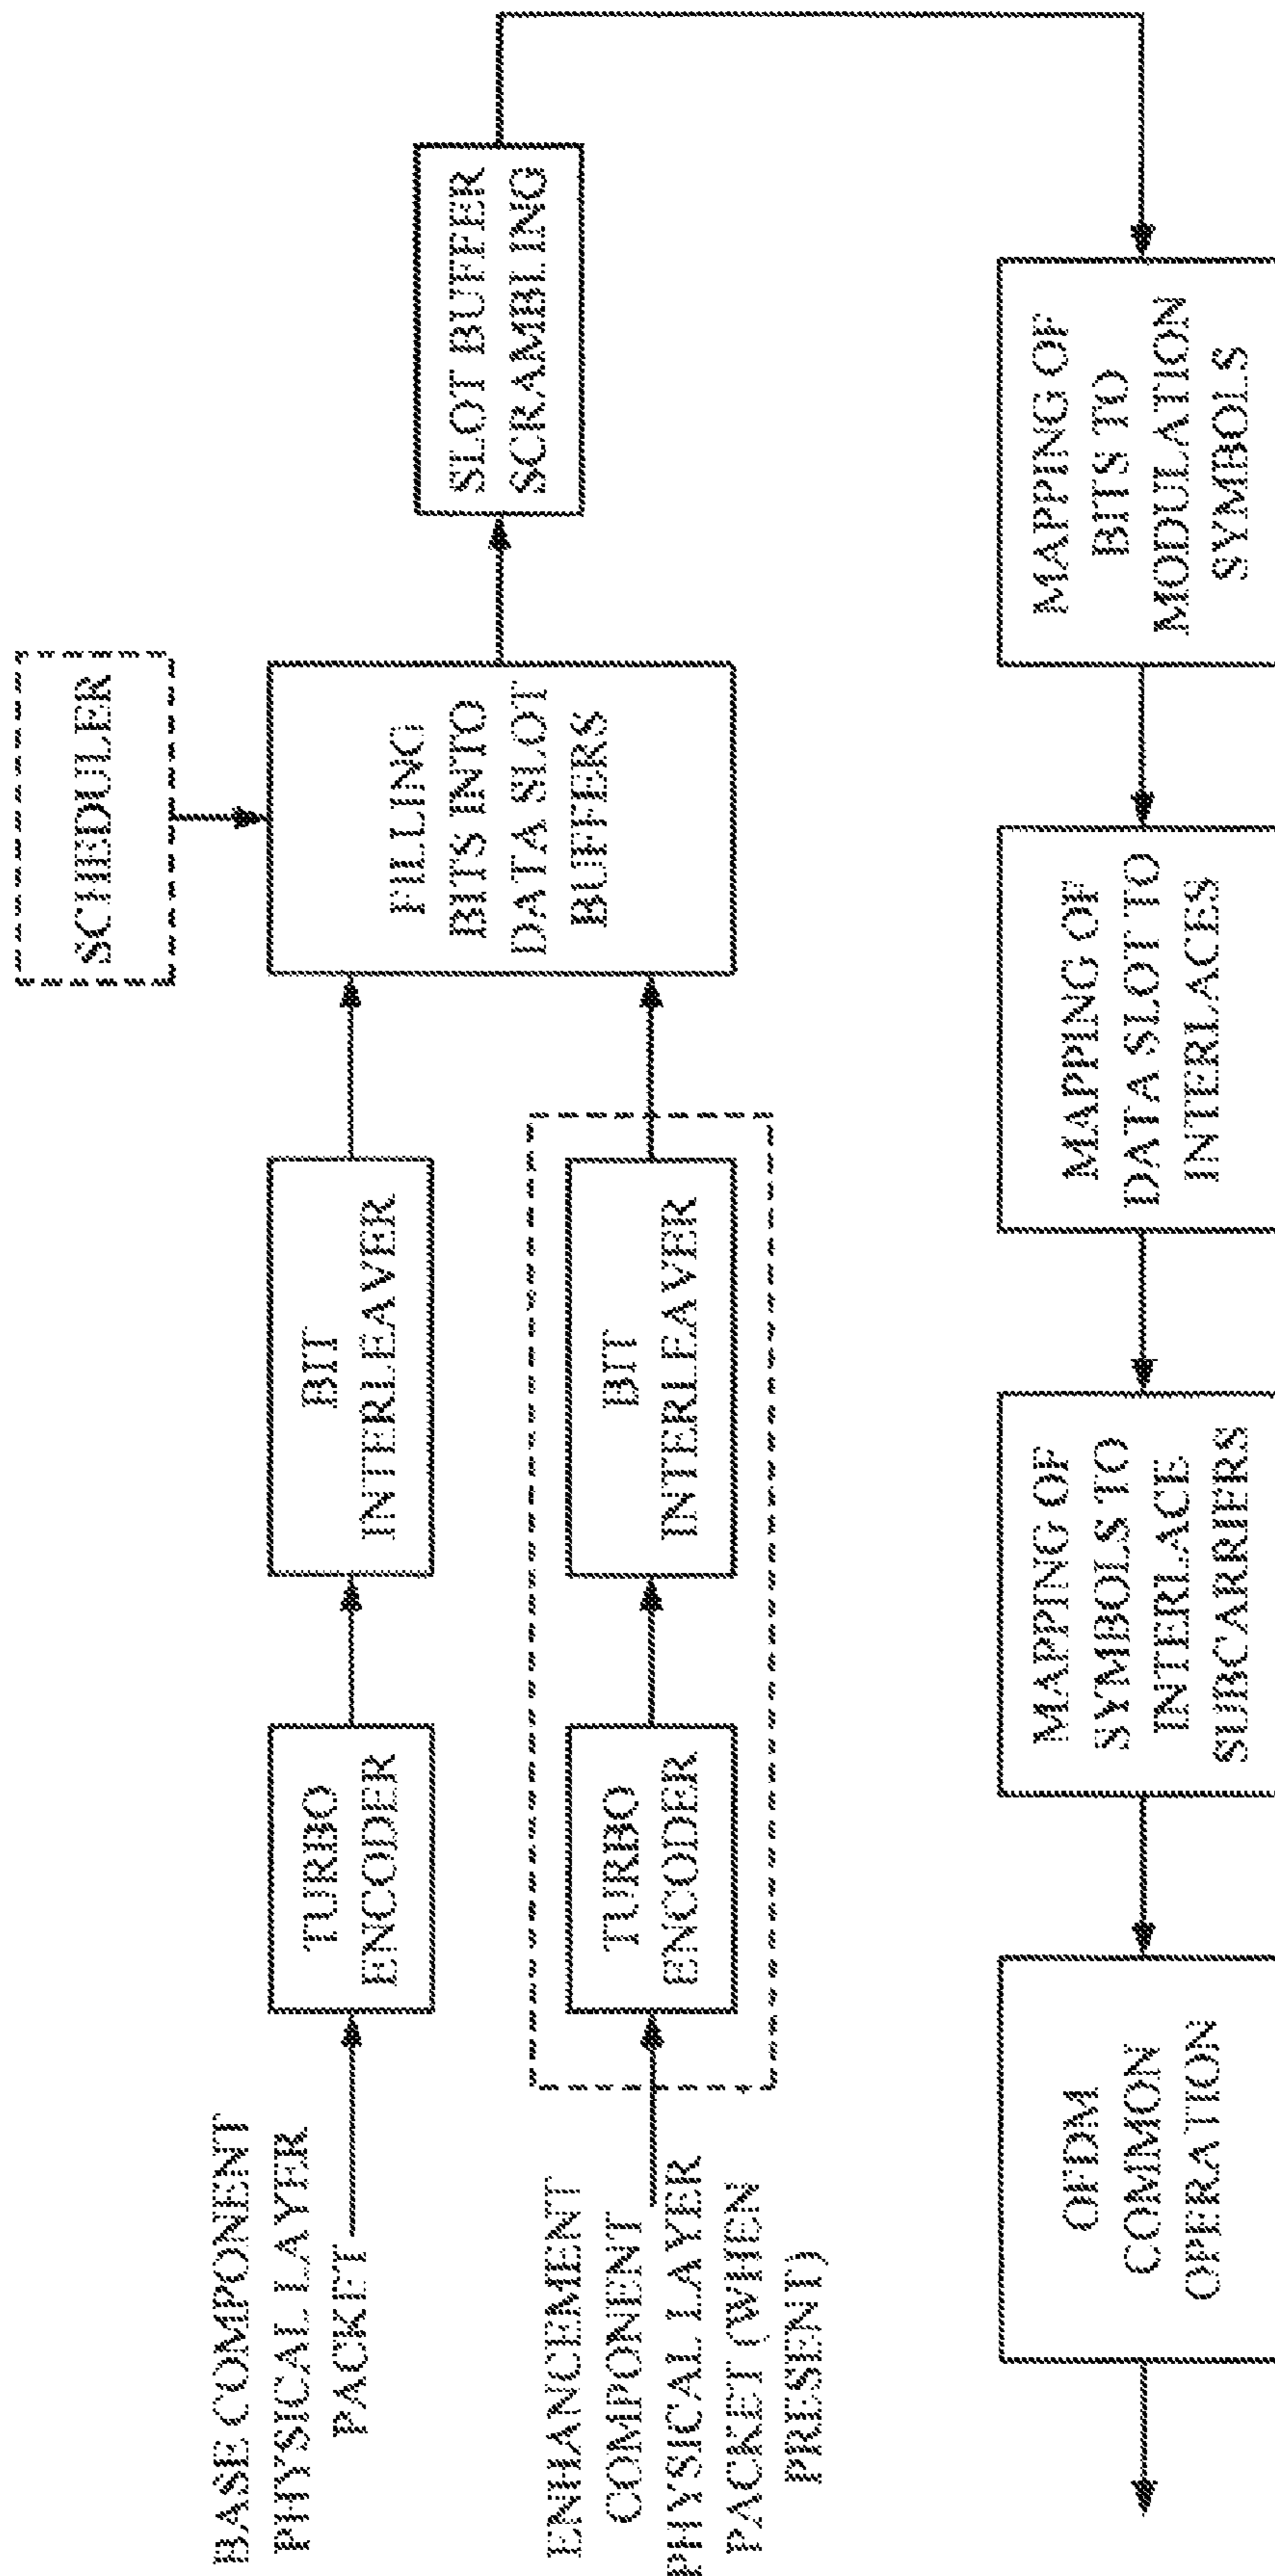 SCHEDULER
BASE COMPONENT
PHYSICAL LAYER
PACKET
TURBO
ENCODER
BIT
INTERLEAVER
FILLING
BITS INTO
DATA SLOT
BUFFERS
SLOT BUFFER
SCRAMBLING
ENHANCEMENT
COMPONENT
PHYSICAL LAYER
PACKET (WHEN
PRESENT)
TURBO
ENCODER
BIT
INTERLEAVER
MAPPING OF
BITS TO
MODULATION
SYMBOLS
MAPPING OF
DATA SLOT TO
INTERLACES
MAPPING OF
SYMBOLS TO
INTERLACE
SUBCARRIERS
OFDM
COMMON
OPERATION